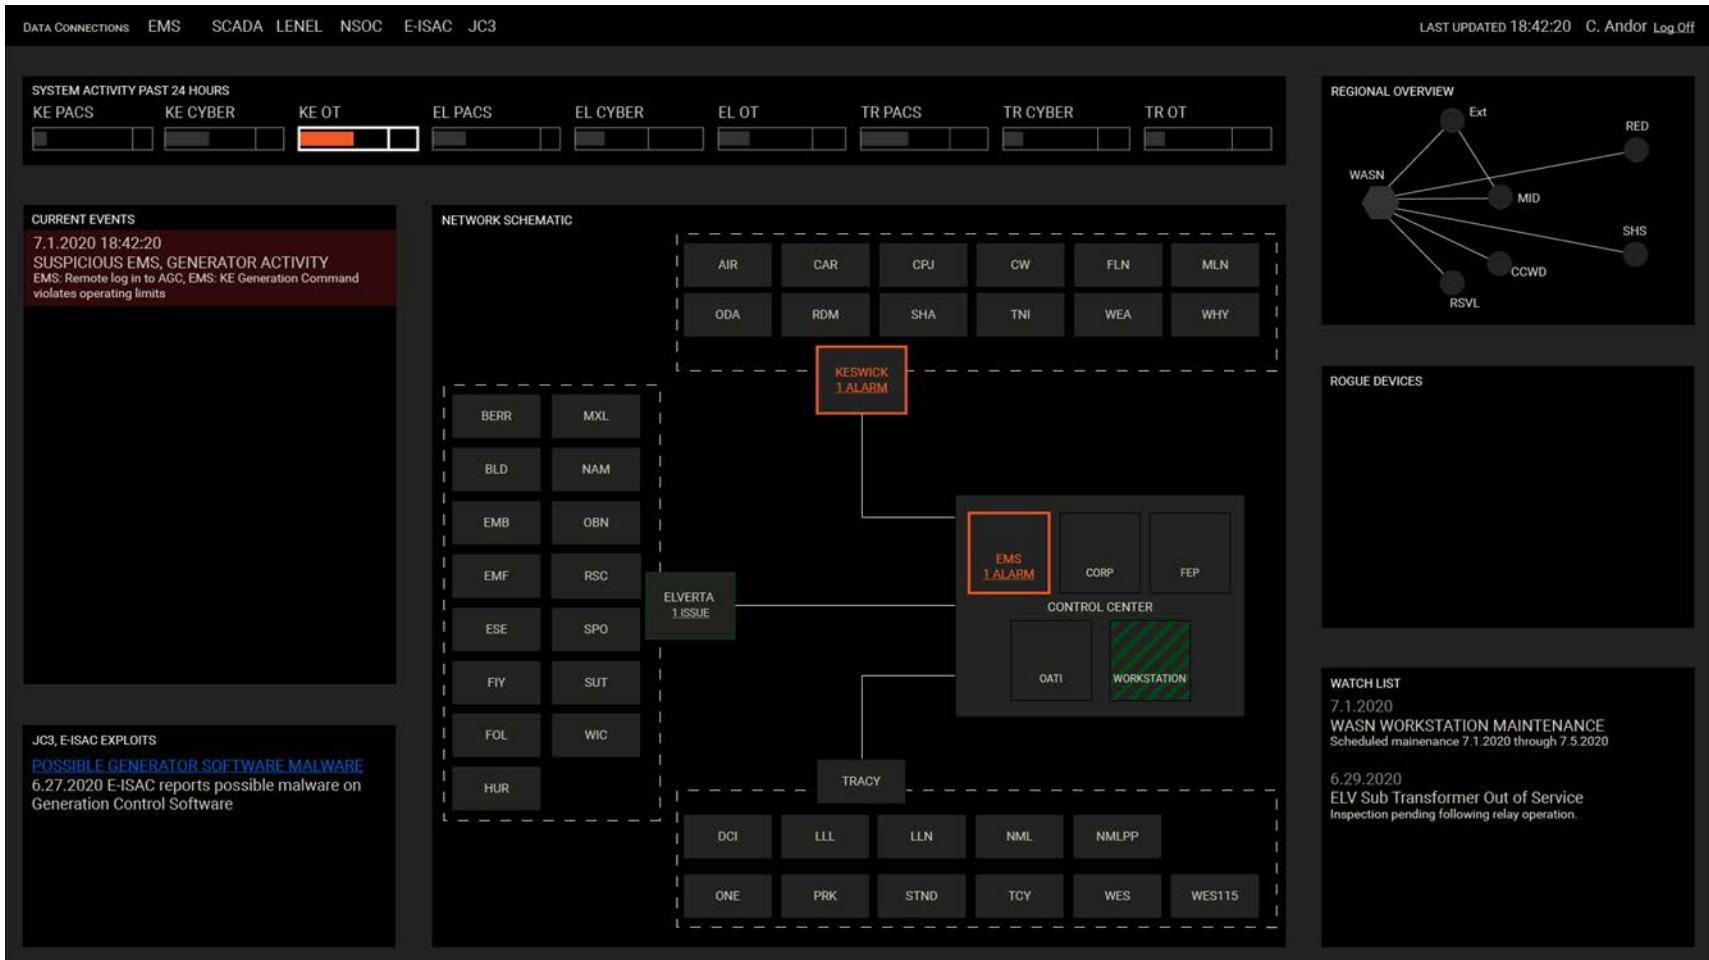 DATA CONNECTIONS EMS SCADA LENEL NSOC E-ISAC JC3
LAST UPDATED 18:42:20 C. Andor Log Off
SYSTEM ACTIVITY PAST 24 HOURS
KE PACS KE CYBER KE OT EL PACS EL CYBER EL OT TR PACS TR CYBER TR OT
CURRENT EVENTS
7.1.2020 18:42:20
SUSPICIOUS EMS, GENERATOR ACTIVITY
EMS: Remote log in to AGC, EMS: KE Generation Command
violates operating limits
JC3, E-ISAC EXPLOITS
POSSIBLE GENERATOR SOFTWARE MALWARE
6.27.2020 E-ISAC reports possible malware on
Generation Control Software
NETWORK SCHEMATIC
AIR CAR CPJ CW FLN MLN
ODA RDM SHA TNI WEA WHY
KESWICK
1 ALARM
BERR MXL
BLD NAM
EMB OBN
EMF RSC
ESE SPO
FIY SUT
FOL WIC
HUR
ELVERTA
1 ISSUE
EMS
1 ALARM
CORP FEP
CONTROL CENTER
OATI WORKSTATION
TRACY
DCI LLL LLN NML NMLPP
ONE PRK STND TCY WES WES115
REGIONAL OVERVIEW
Ext
RED
WASN
MID
SHS
CCWD
RSVL
ROGUE DEVICES
WATCH LIST
7.1.2020
WASN WORKSTATION MAINTENANCE
Scheduled mainenance 7.1.2020 through 7.5.2020
6.29.2020
ELV Sub Transformer Out of Service
Inspection pending following relay operation.